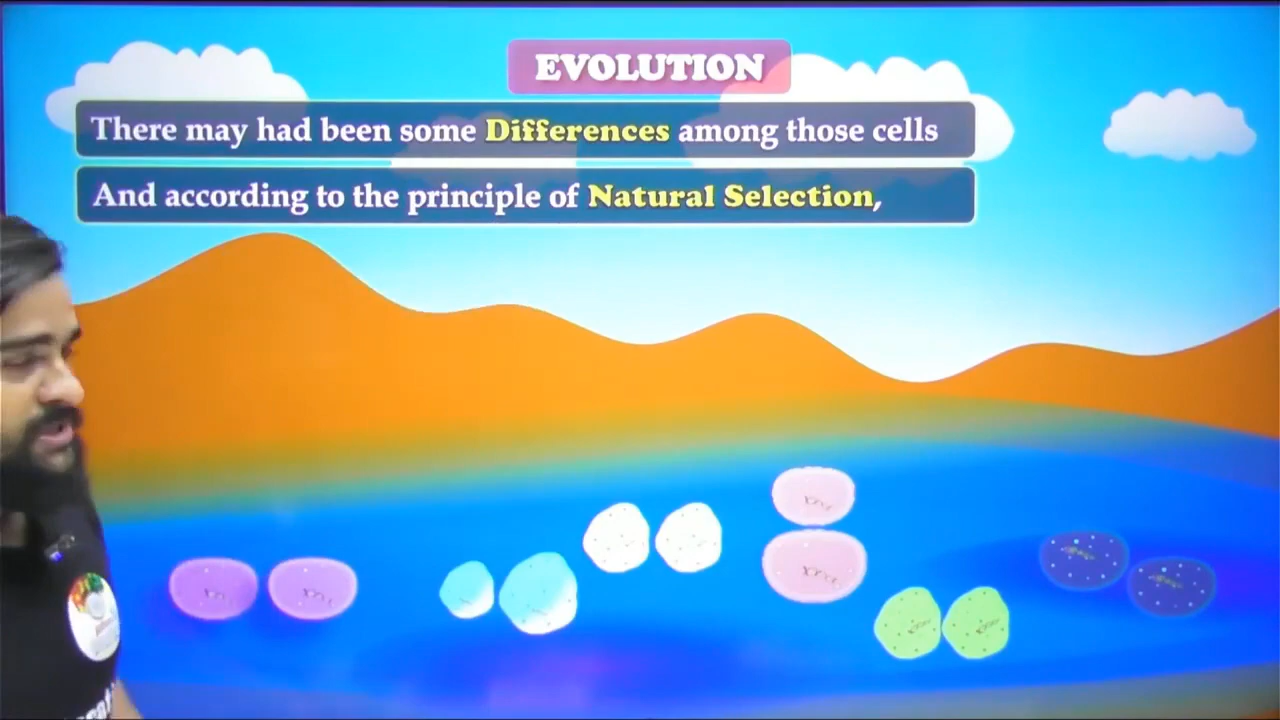 EVOLUTION
There may had been some Differences among those cells
And according to the principle of Natural Selection,